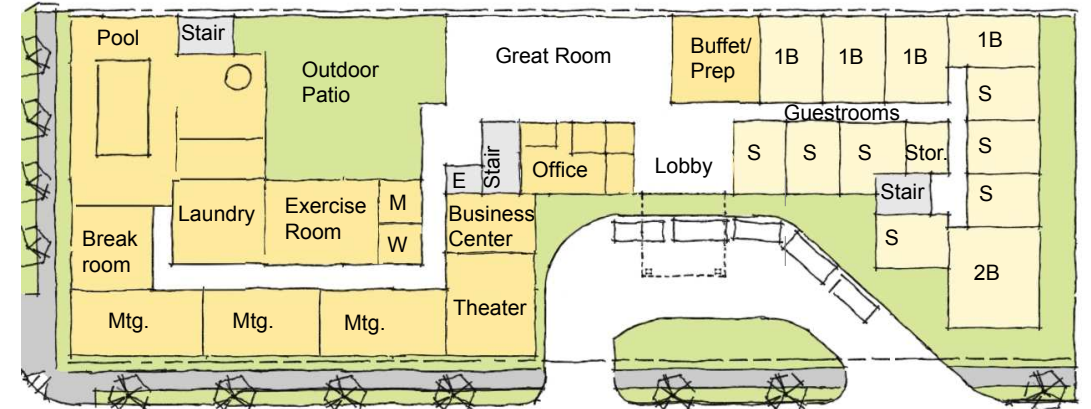 Pool
Stair
Outdoor
Patio
Great Room
Buffet/
Prep
1B
1B
1B
1B
S
Guestrooms
S
S
S
Stor.
S
S
Stair
S
2B
Lobby
Office
Stair
E
Business
Center
Theater
M
W
Exercise
Room
Laundry
Break
room
Mtg.
Mtg.
Mtg.